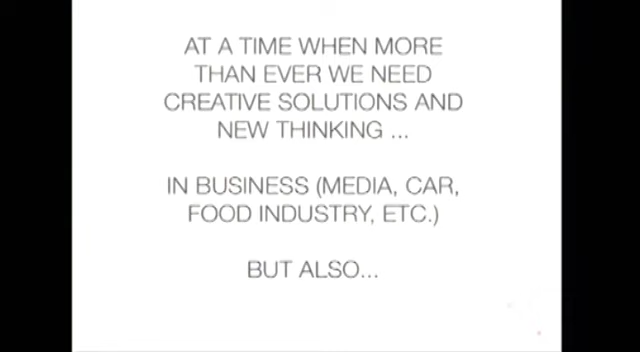 AT A TIME WHEN MORE
THAN EVER WE NEED
CREATIVE SOLUTIONS AND
NEW THINKING ...
IN BUSINESS (MEDIA, CAR,
FOOD INDUSTRY, ETC.)
BUT ALSO...